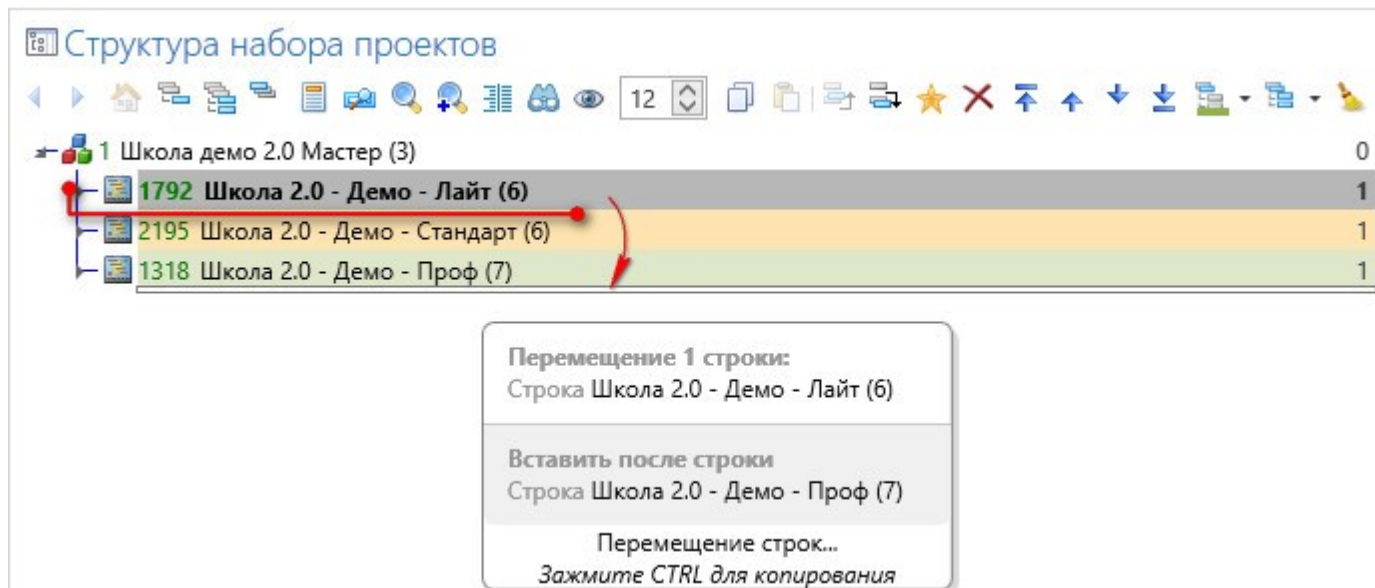 Структура набора проектов
12
1 Школа демо 2.0 Мастер (3) 0
1792 Школа 2.0 - Демо - Лайт (6) 1
2195 Школа 2.0 - Демо - Стандарт (6) 1
1318 Школа 2.0 - Демо - Проф (7) 1
Перемещение 1 строки:
Строка Школа 2.0 - Демо - Лайт (6)
Вставить после строки
Строка Школа 2.0 - Демо - Проф (7)
Перемещение строк...
Зажмите CTRL для копирования